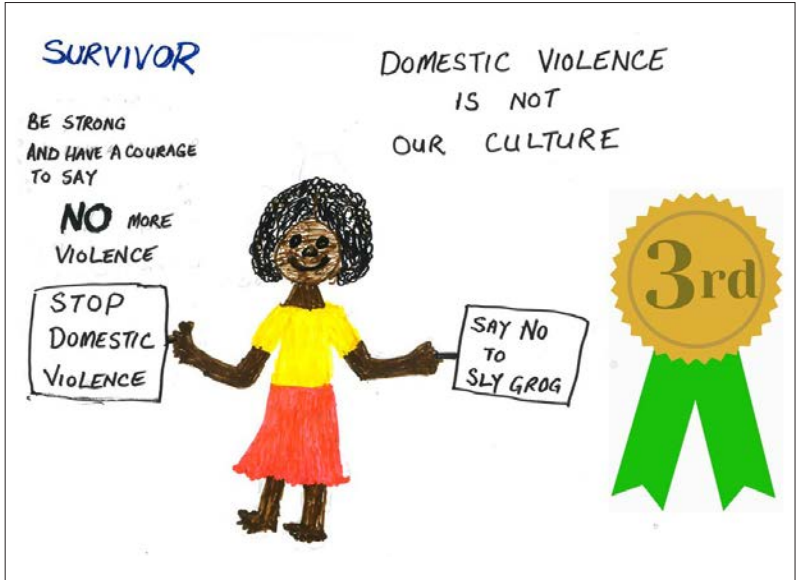 SURVIVOR
BE STRONG
AND HAVE A COURAGE
TO SAY
NO MORE
VIOLENCE
STOP
DOMESTIC
VIOLENCE
DOMESTIC VIOLENCE
IS NOT
OUR CULTURE
SAY NO
TO
SLY GROG
3rd